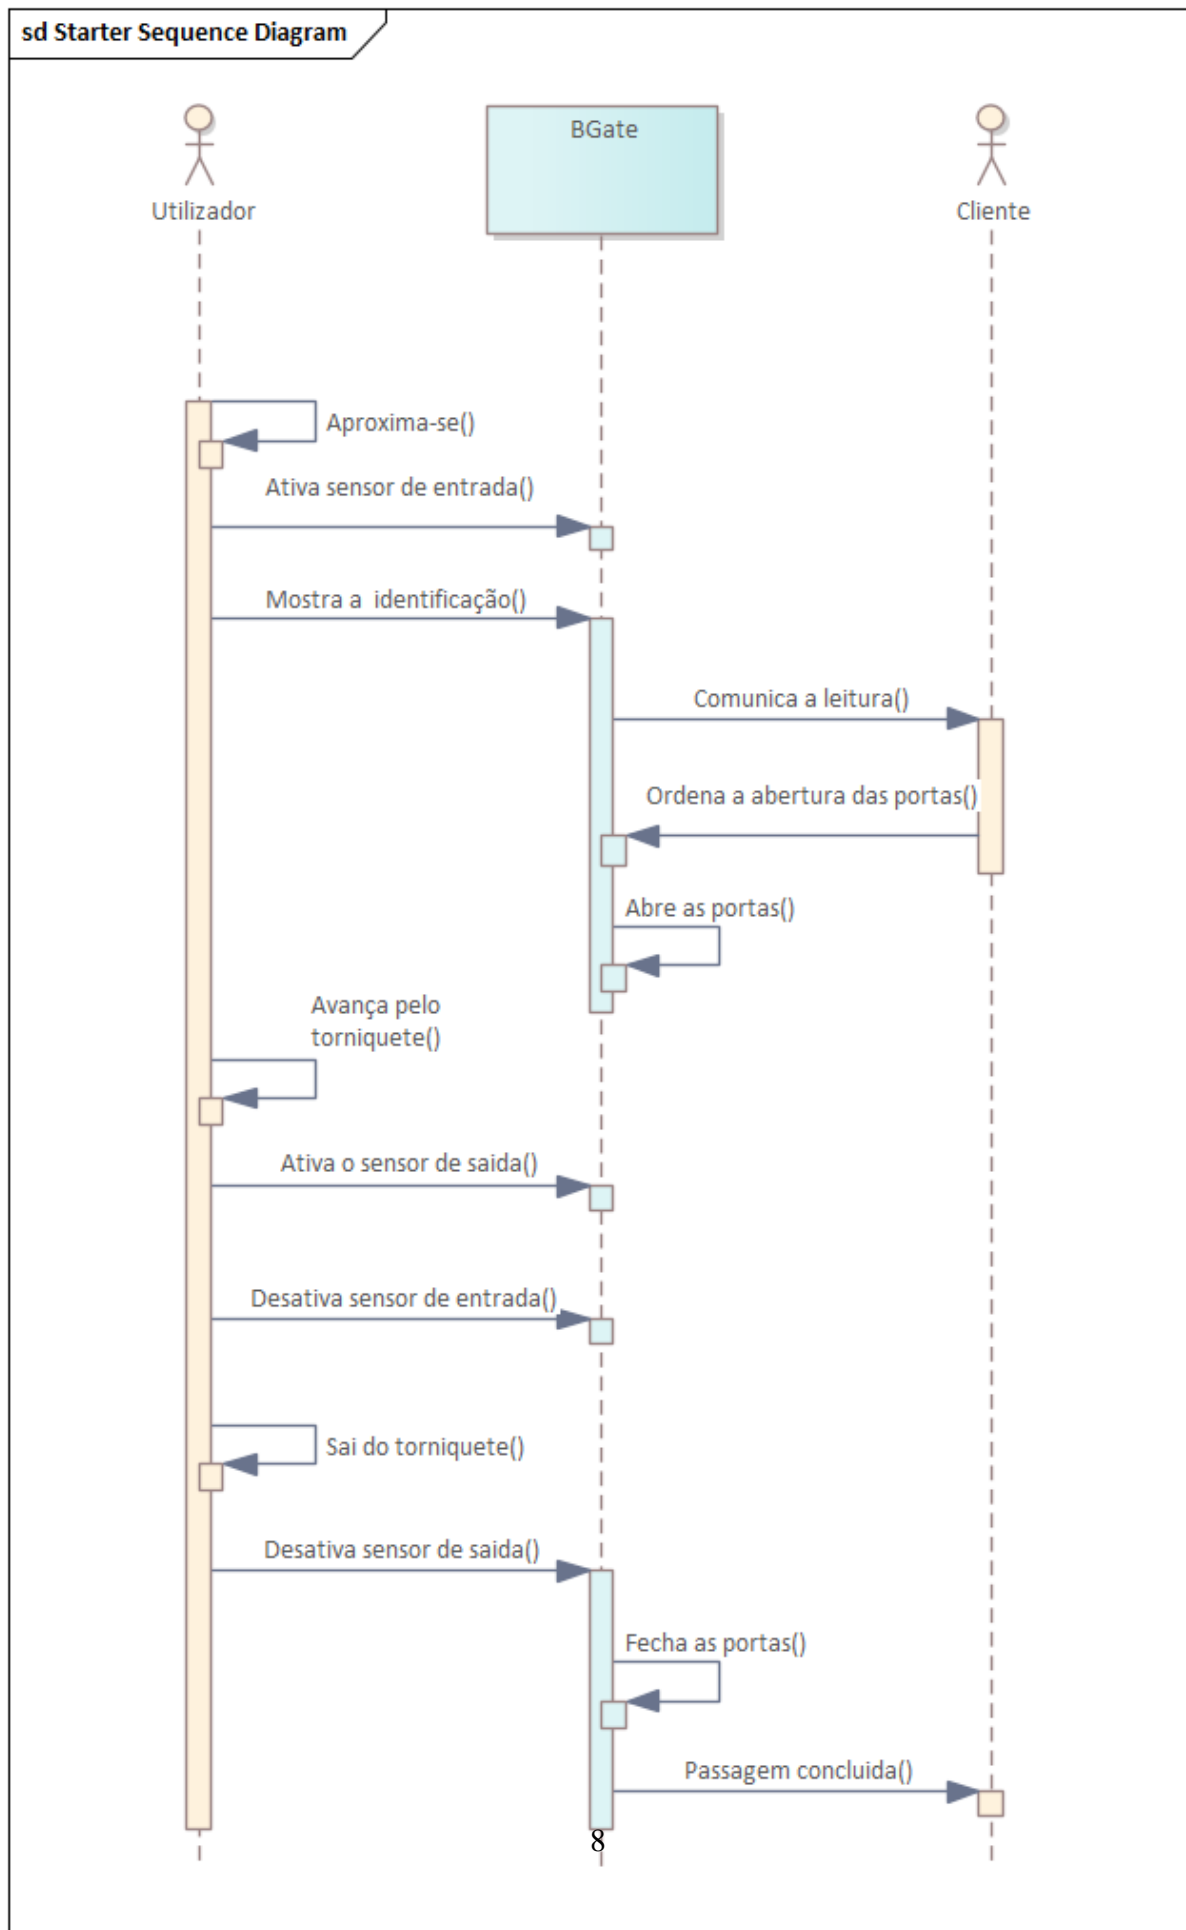 sd Starter Sequence Diagram
BGate
Utilizador
Cliente
Aproxima-se()
Ativa sensor de entrada()
Mostra a  identificação()
Comunica a leitura()
Ordena a abertura das portas()
Abre as portas()
Avança pelo
torniquete()
Ativa o sensor de saida()
Desativa sensor de entrada()
Sai do torniquete()
Desativa sensor de saida()
Fecha as portas()
Passagem concluida()
8